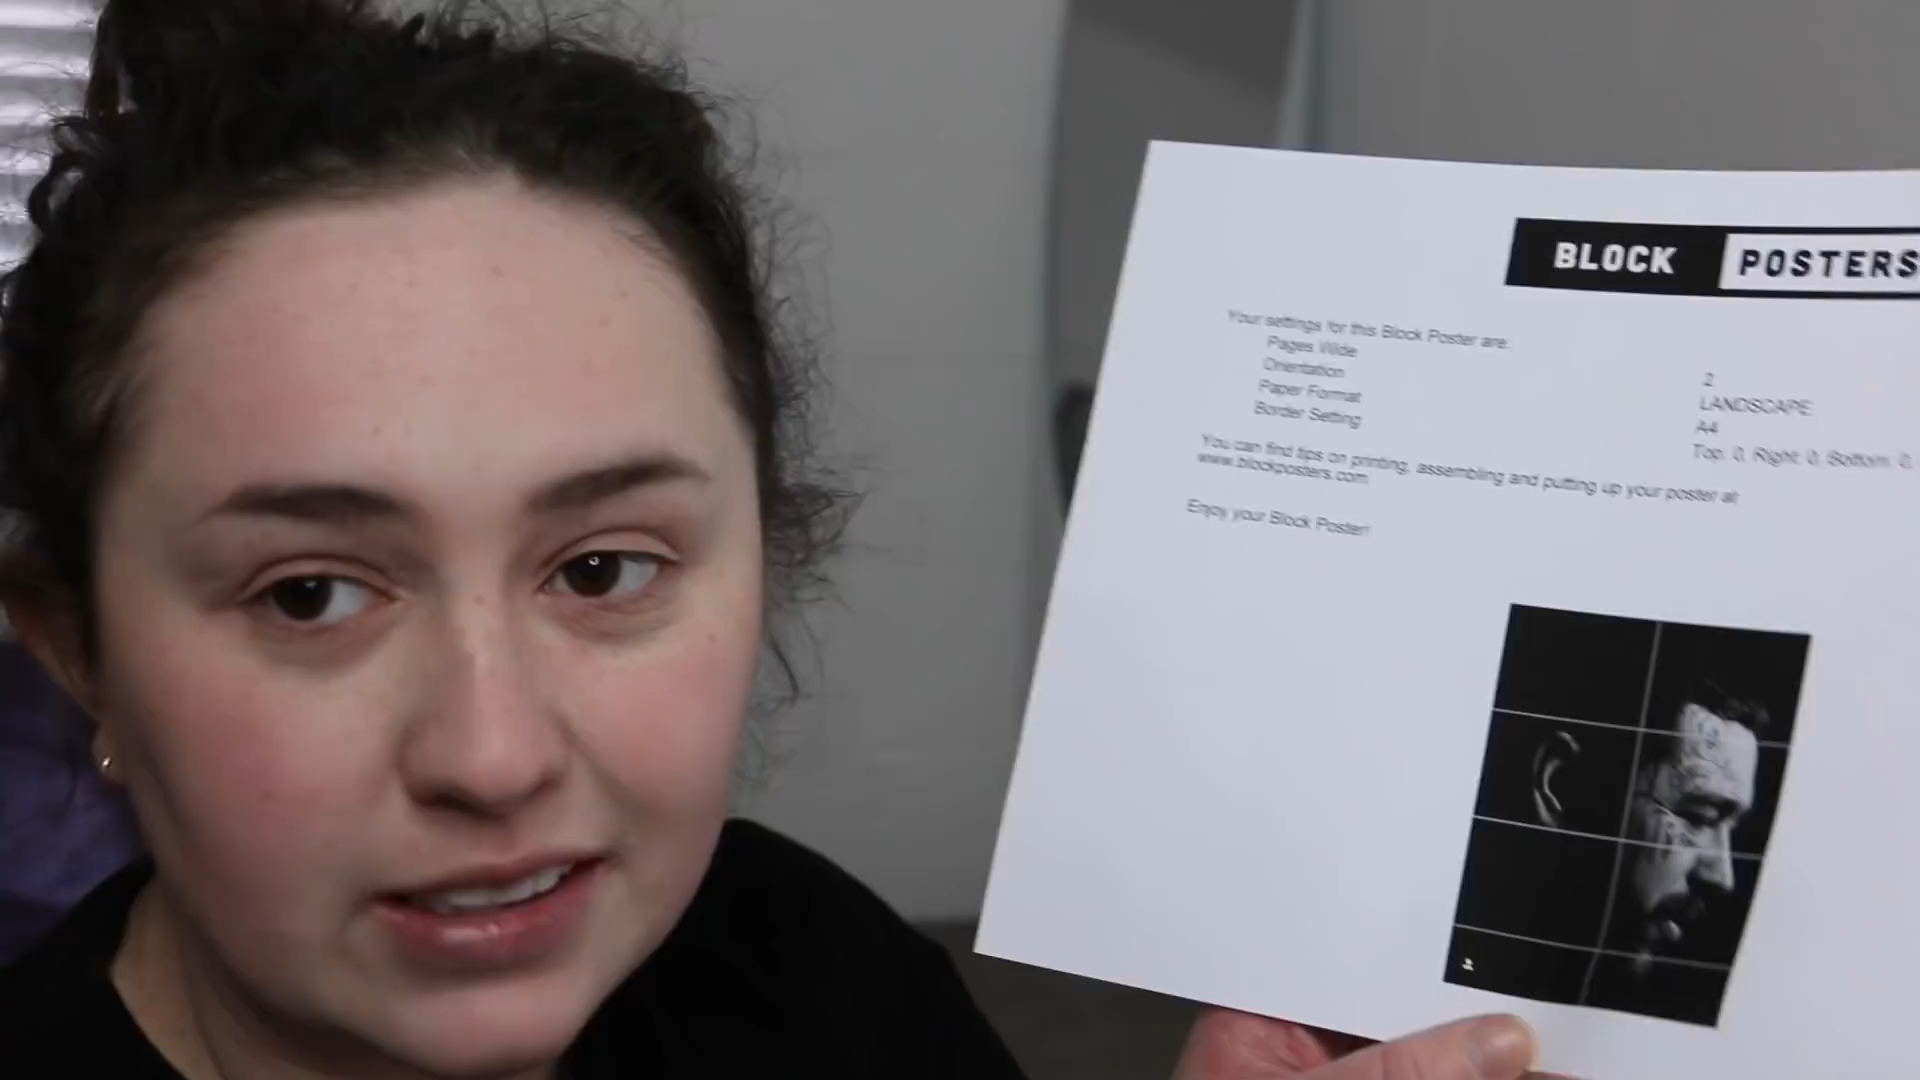 BLOCK POSTERS
Your settings for this Block Poster are:
Pages Wide 2
Orientation LANDSCAPE
Paper Format A4
Border Setting Top: 0, Right: 0, Bottom: 0,
You can find tips on printing, assembling and putting up your poster at
www.blockposters.com
Enjoy your Block Poster!